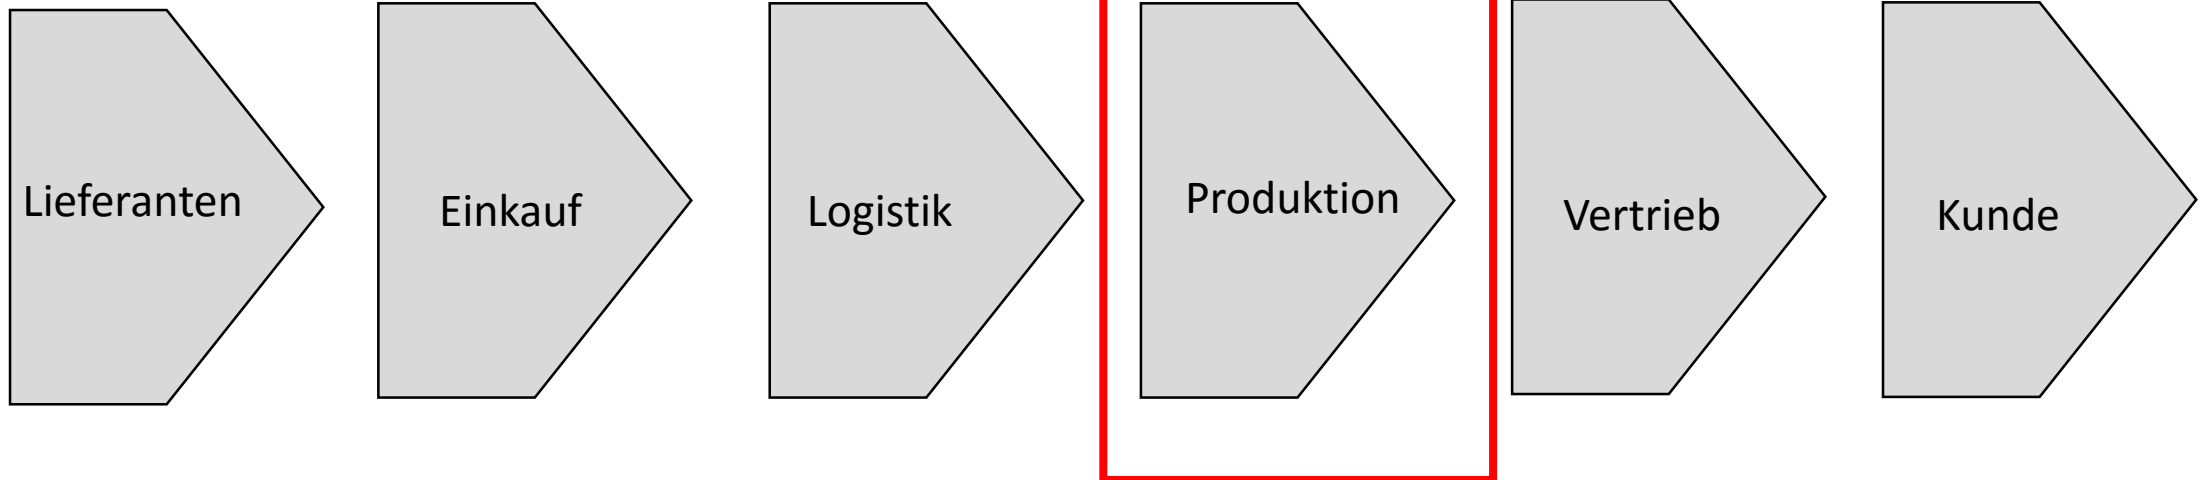 Lieferanten
Einkauf
Logistik
Produktion
Vertrieb
Kunde